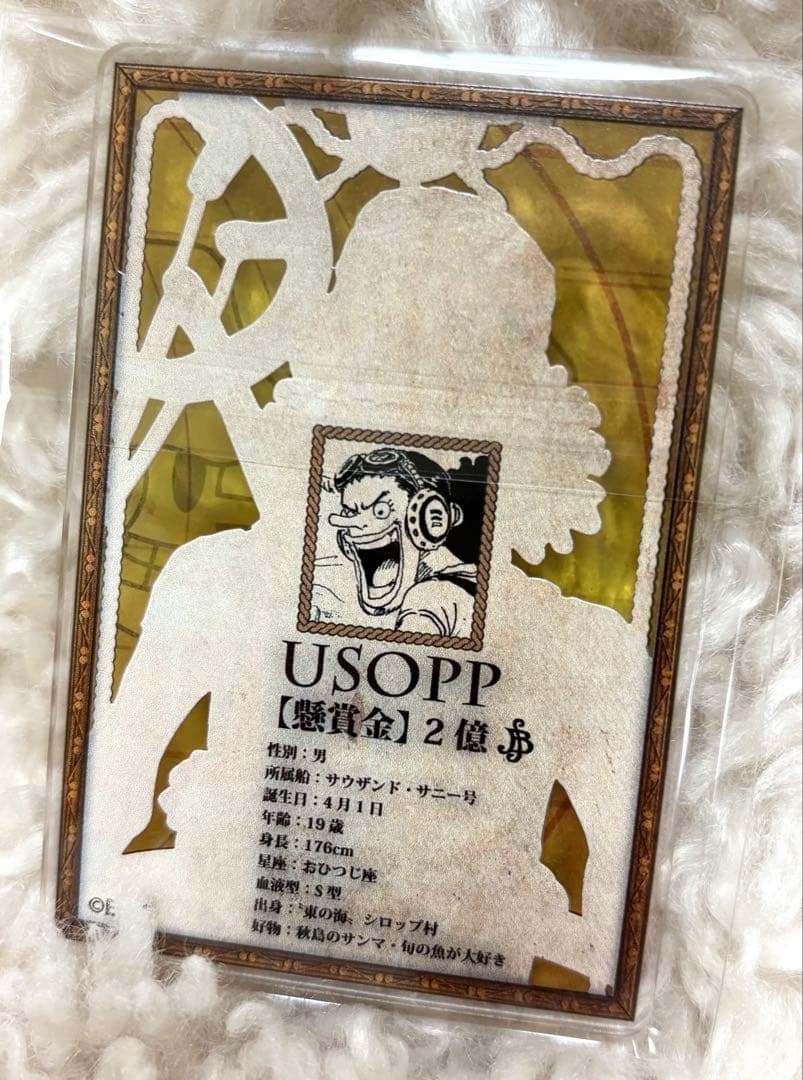 USOPP
【懸賞金】2億
性別:男
所属船:サウザンド・サニー号
誕生日:4月1日
年齢:19歳
身長:176cm
星座:おひつじ座
血液型:S型
出身:〝東の海〟シロップ村
好物:秋島のサンマ・旬の魚が大好き